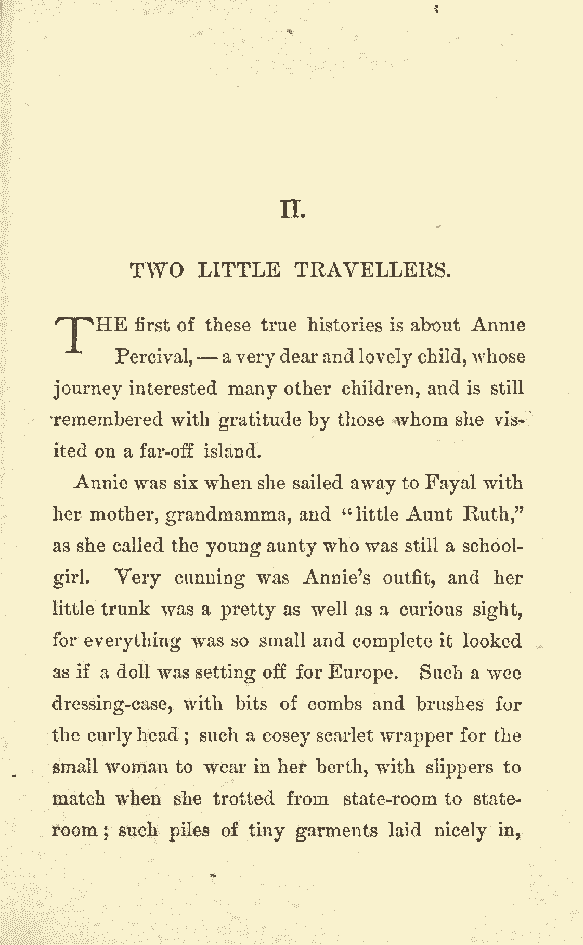 II.
TWO LITTLE TRAVELLERS.
THE first of these true histories is about Annie
Percival,—a very dear and lovely child, whose
journey interested many other children, and is still
remembered with gratitude by those whom she vis-
ited on a far-off island.
Annie was six when she sailed away to Fayal with
her mother, grandmamma, and “little Aunt Ruth,”
as she called the young aunty who was still a school-
girl. Very cunning was Annie’s outfit, and her
little trunk was a pretty as well as a curious sight,
for everything was so small and complete it looked
as if a doll was setting off for Europe. Such a wee
dressing-case, with bits of combs and brushes for
the curly head; such a cosey scarlet wrapper for the
small woman to wear in her berth, with slippers to
match when she trotted from state-room to state-
room; such piles of tiny garments laid nicely in,